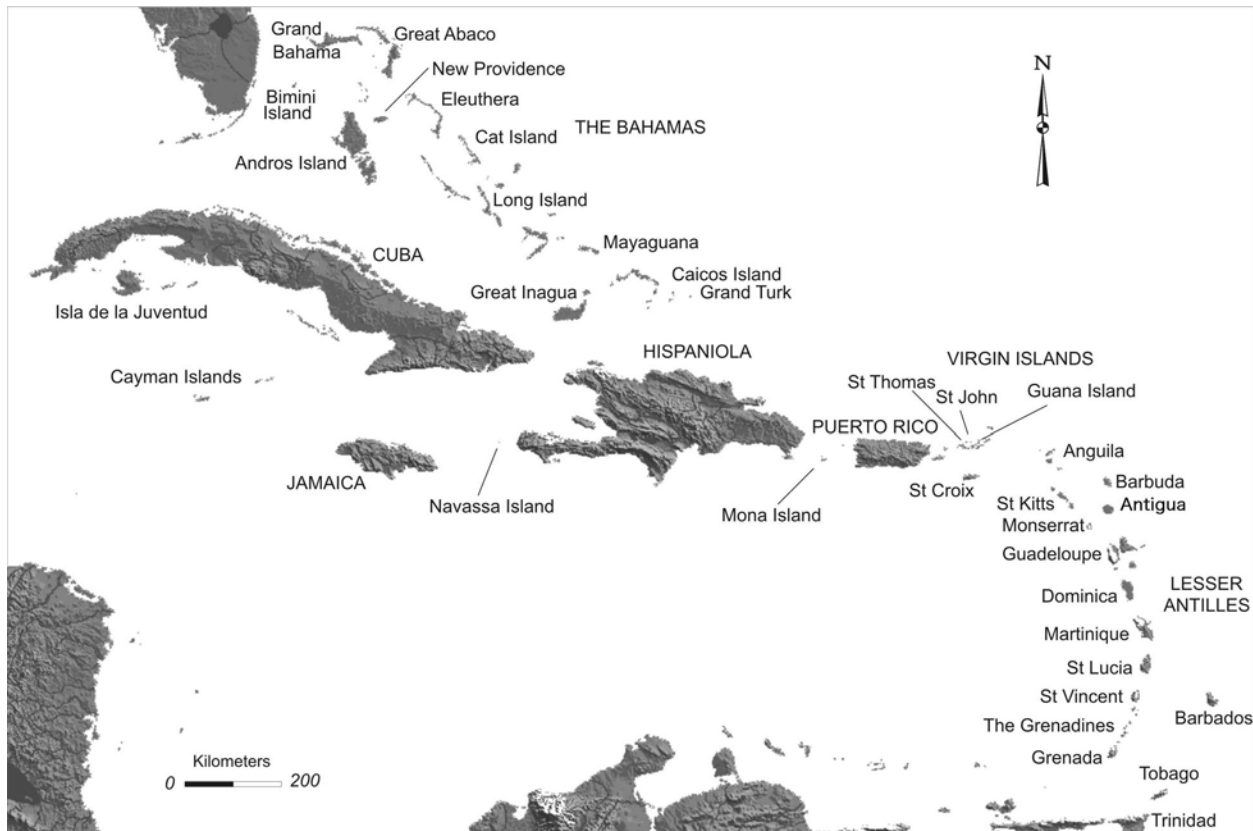 Grand
Bahama
Great Abaco
New Providence
Bimini
Island
Eleuthera
THE BAHAMAS
Cat Island
Andros Island
Long Island
N
CUBA
Mayaguana
Caicos Island
Grand Turk
Great Inagua
Isla de la Juventud
Cayman Islands
HISPANIOLA
VIRGIN ISLANDS
St Thomas
St John
Guana Island
PUERTO RICO
JAMAICA
Navassa Island
Mona Island
St Croix
Anguila
Barbuda
St Kitts
Antigua
Monserrat
Guadeloupe
Dominica
LESSER
ANTILLES
Martinique
St Lucia
St Vincent
Barbados
The Grenadines
Grenada
Tobago
Trinidad
Kilometers
0 200